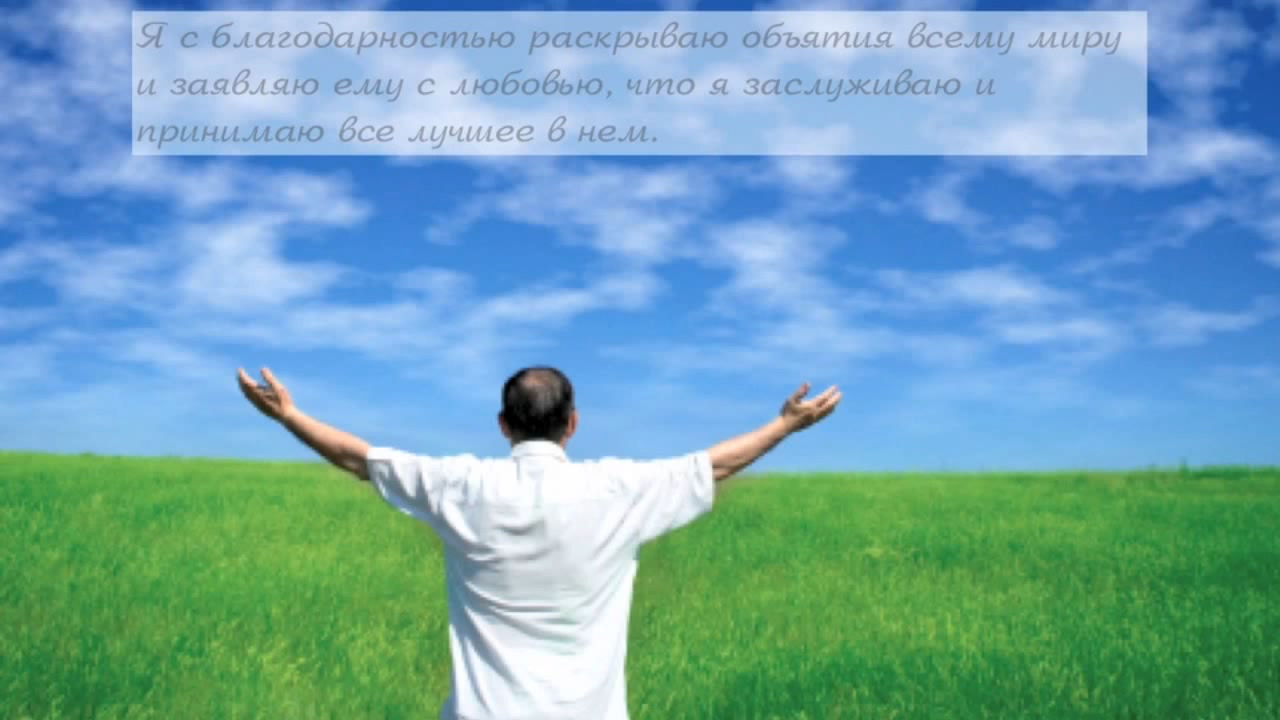 Я с благодарностью раскрываю объятия всему миру
и заявляю ему с любовью, что я заслуживаю и
принимаю все лучшее в нем.